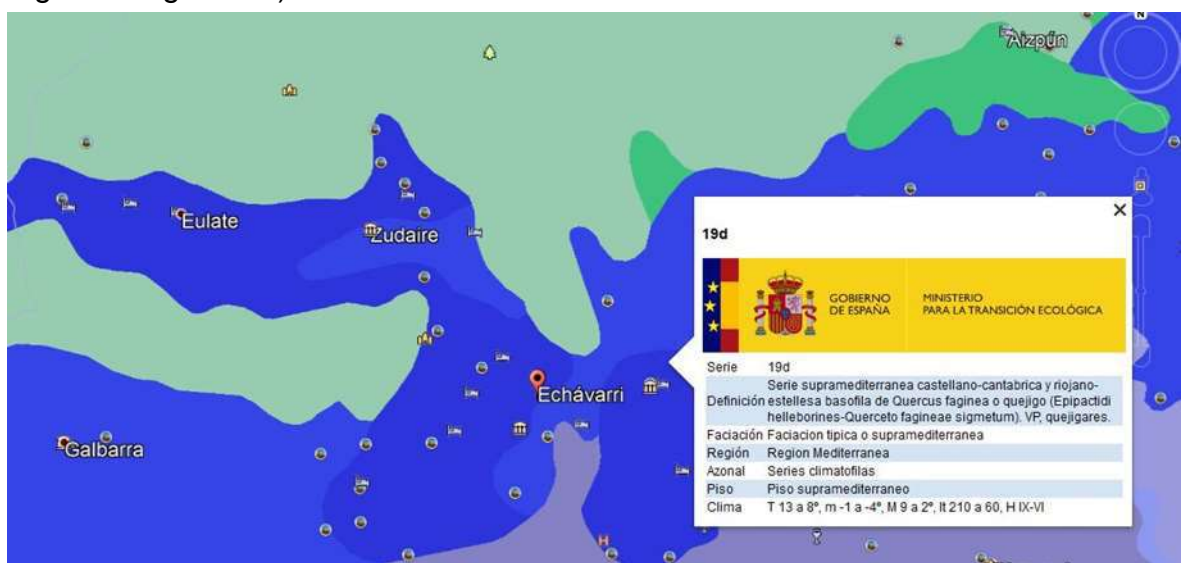 N
Aizpún
Eulate
Zudaire
Echávarri
Galbarra
H
×
19d
GOBIERNO
DE ESPAÑA
MINISTERIO
PARA LA TRANSICIÓN ECOLÓGICA
Serie 19d
Definición Serie supramediterranea castellano-cantabrica y riojano-
estellesa basofila de Quercus faginea o quejigo (Epipactidi
helleborines-Querceto fagineae sigmetum). VP, quejigares.
Faciación Faciacion tipica o supramediterranea
Región Region Mediterranea
Azonal Series climatofilas
Piso Piso supramediterraneo
Clima T 13 a 8º, m -1 a -4º, M 9 a 2º, It 210 a 60, H IX-VI